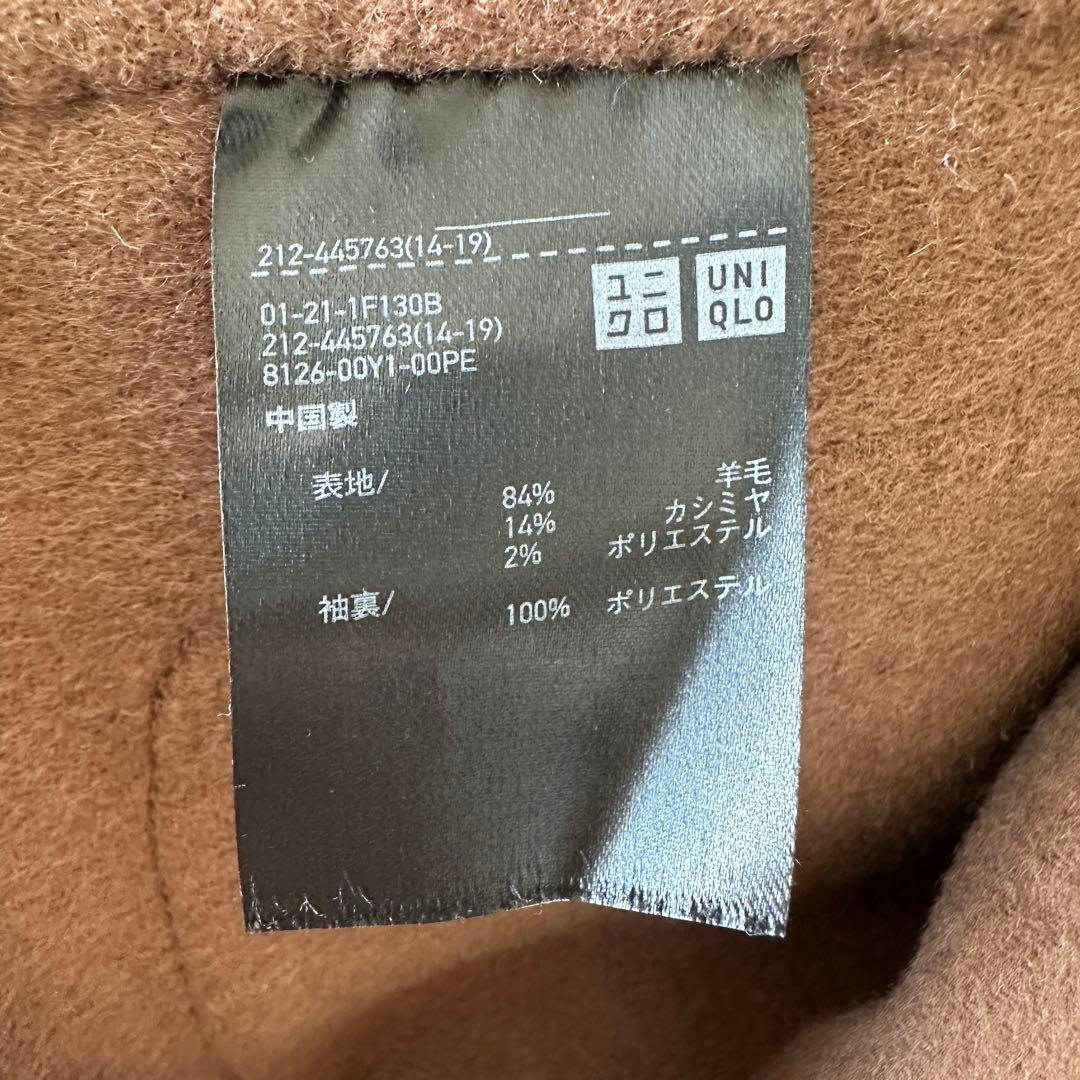 212-445763(14-19)
ユニ
クロ
UNI
QLO
01-21-1F130B
212-445763(14-19)
8126-00Y1-00PE
中国製
表地/ 84% 羊毛
14% カシミヤ
2% ポリエステル
袖裏/ 100% ポリエステル